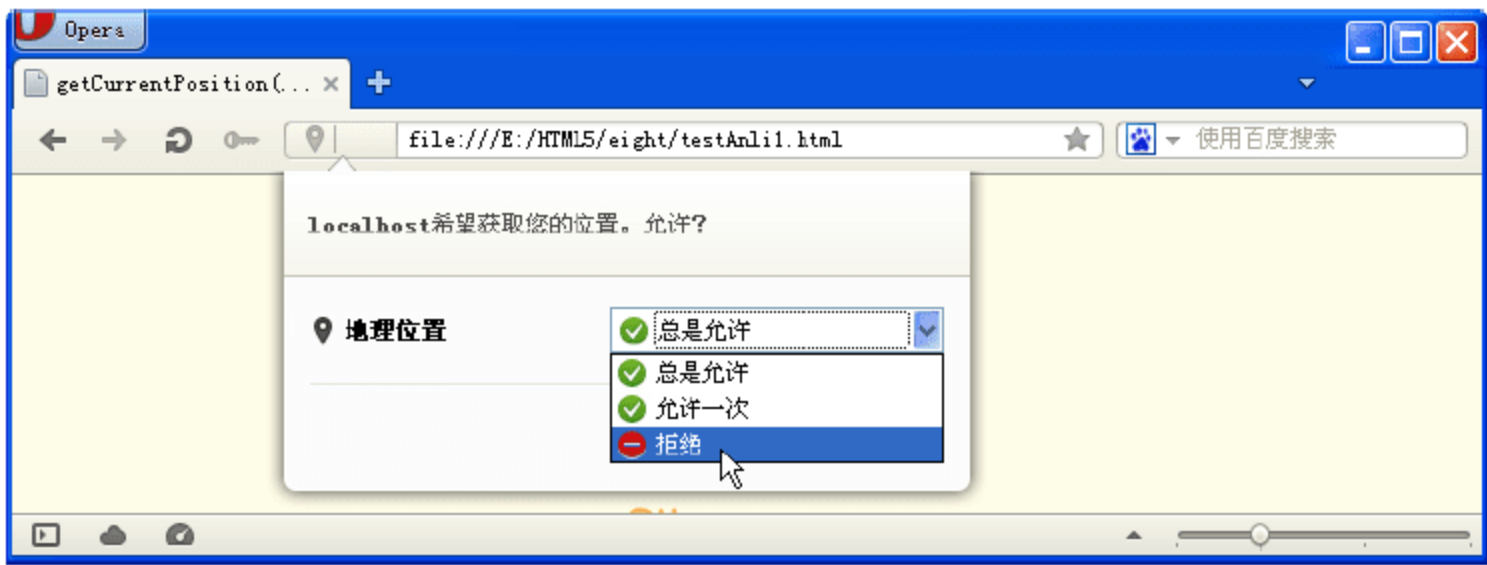 Opera
getCurrentPosition(...
file:///E:/HTML5/eight/testAnli1.html
使用百度搜索
localhost希望获取您的位置。允许?
地理位置
总是允许
总是允许
允许一次
拒绝